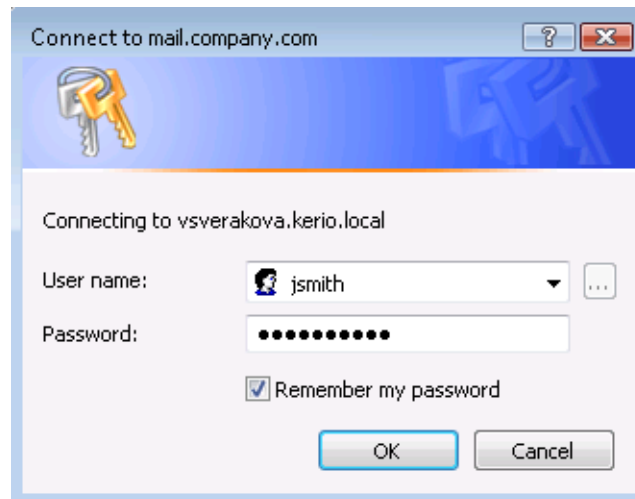 Connect to mail.company.com
?
Connecting to vsverakova.kerio.local
User name: jsmith ...
Password: ●●●●●●●●●●
Remember my password
OK Cancel